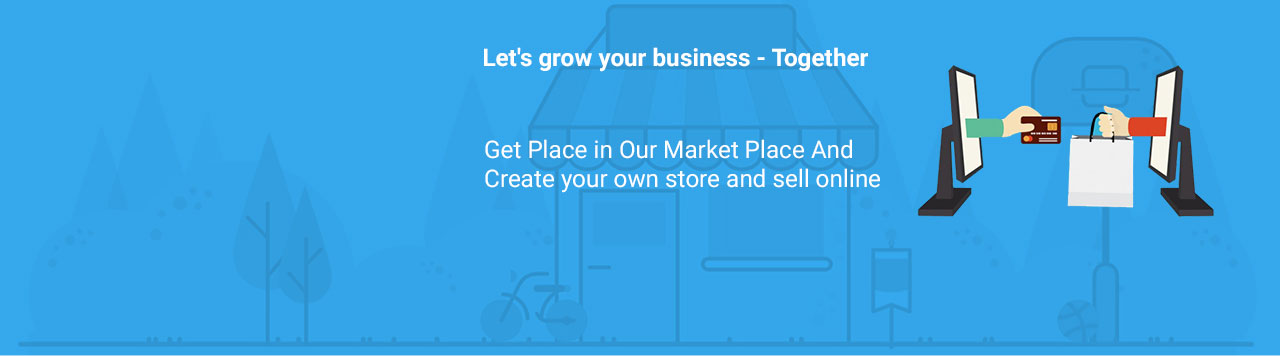 Let's grow your business - Together
Get Place in Our Market Place And
Create your own store and sell online